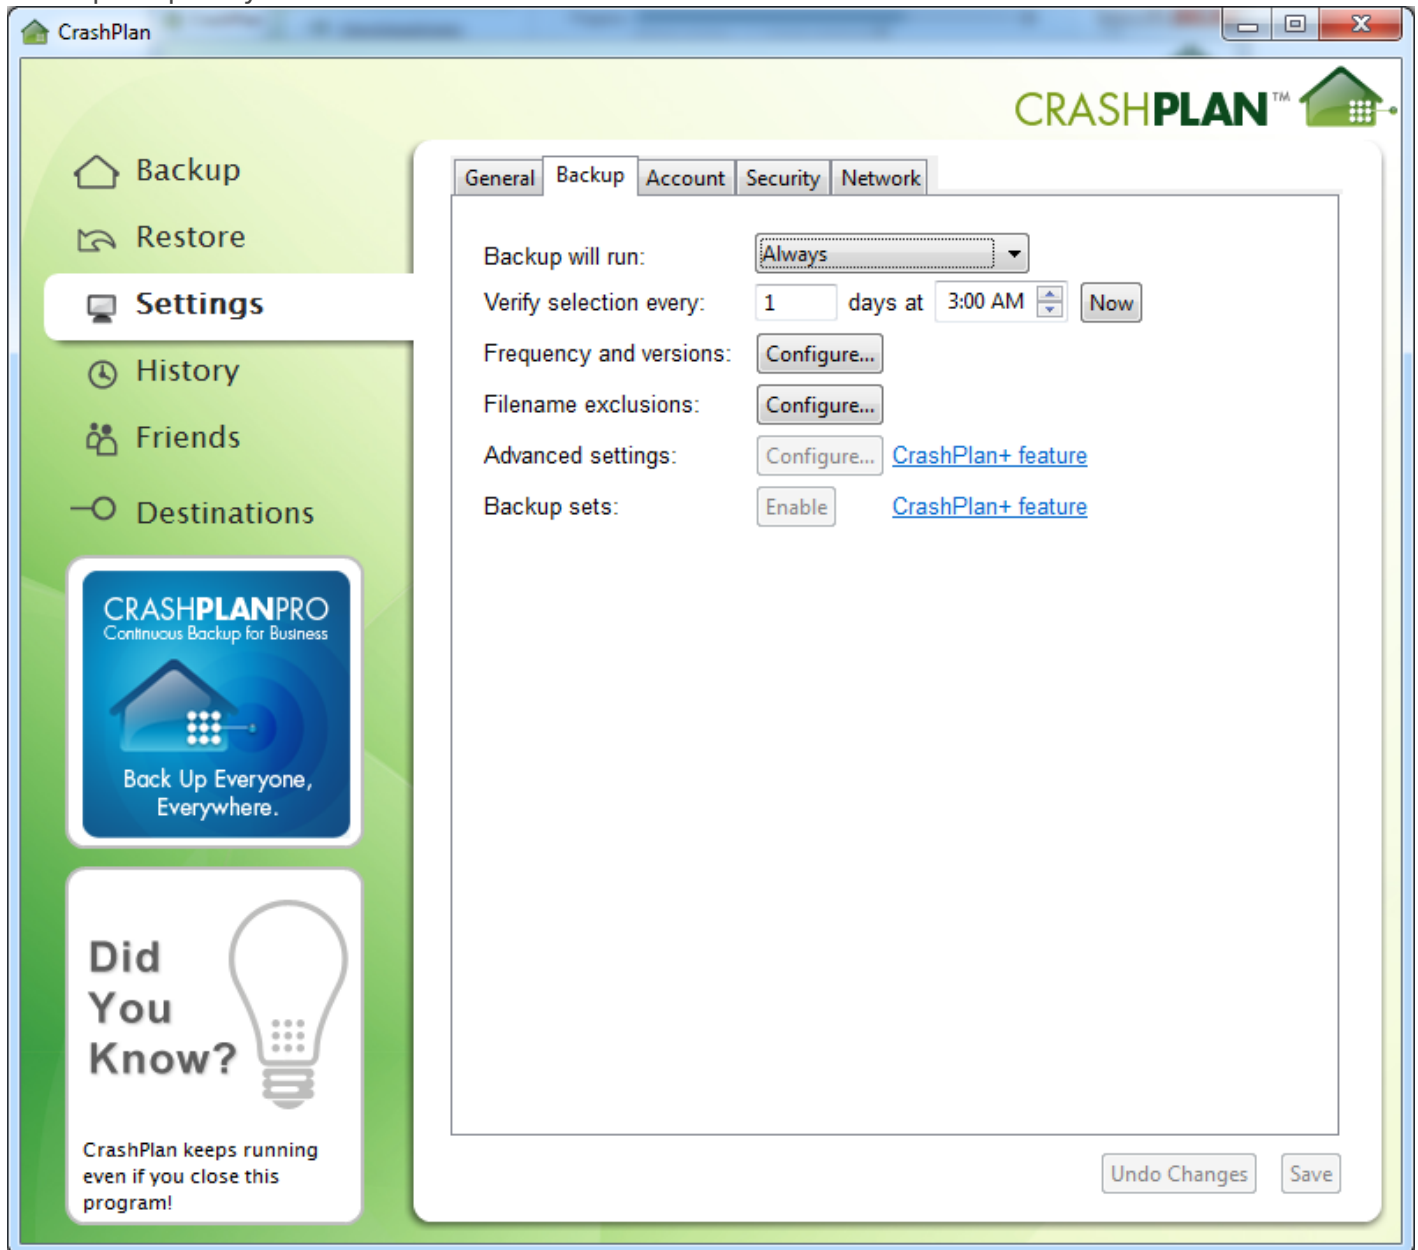 CrashPlan
CRASHPLAN™
Backup
Restore
Settings
History
Friends
Destinations
CRASHPLANPRO
Continuous Backup for Business
Back Up Everyone,
Everywhere.
Did
You
Know?
CrashPlan keeps running
even if you close this
program!
General Backup Account Security Network
Backup will run: Always
Verify selection every: 1 days at 3:00 AM Now
Frequency and versions: Configure...
Filename exclusions: Configure...
Advanced settings: Configure... CrashPlan+ feature
Backup sets: Enable CrashPlan+ feature
Undo Changes Save